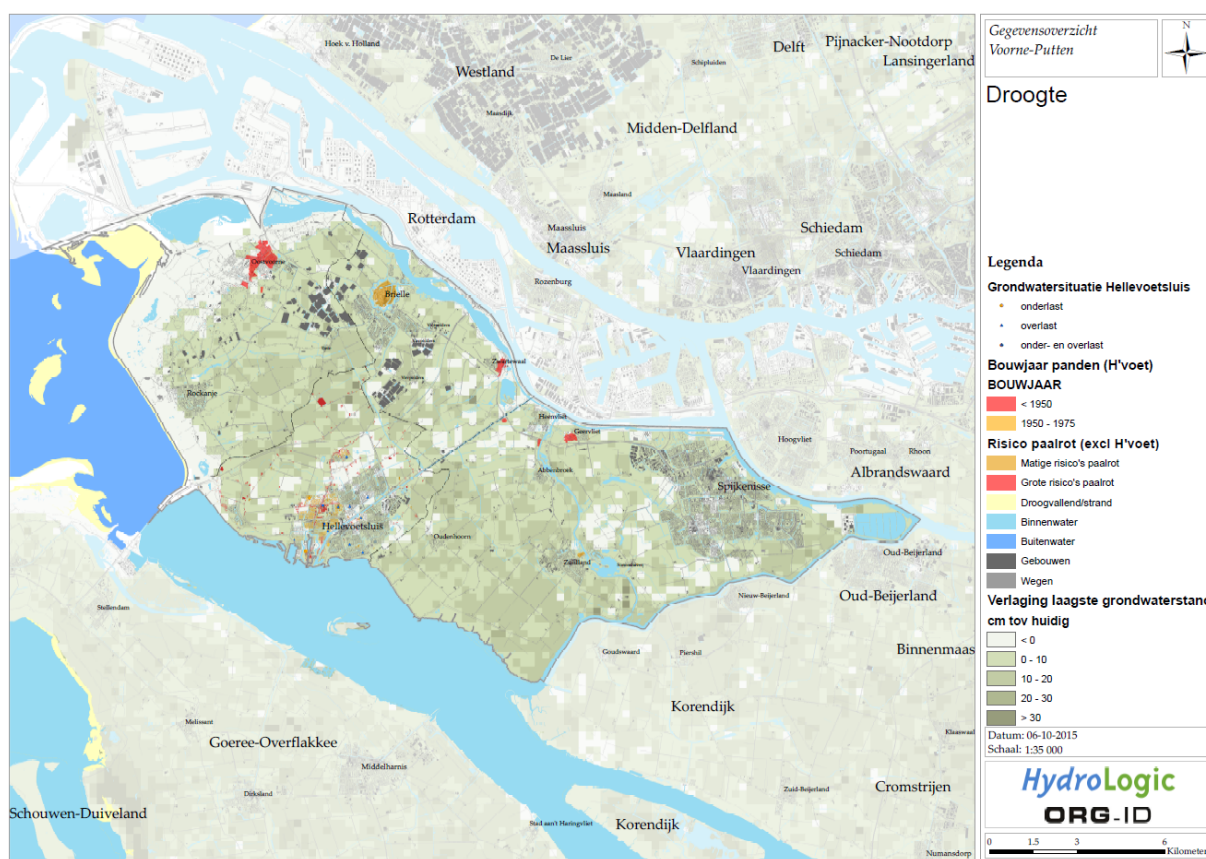 Gegevensoverzicht
Voorne-Putten
N
Droogte
Legenda
Grondwatersituatie Hellevoetsluis
onderlast
overlast
onder- en overlast
Bouwjaar panden (H'voet)
BOUWJAAR
< 1950
1950 - 1975
Risico paalrot (excl H'voet)
Matige risico's paalrot
Grote risico's paalrot
Droogvallend/strand
Binnenwater
Buitenwater
Gebouwen
Wegen
Verlaging laagste grondwaterstand
cm tov huidig
< 0
0 - 10
10 - 20
20 - 30
> 30
Datum: 06-10-2015
Schaal: 1:35 000
HydroLogic
ORG-ID
0 1.5 3 6
Kilometer
Hoek v. Holland
Westland
De Lier
Delft
Pijnacker-Nootdorp
Lansingerland
Schipluiden
Maasdijk
Midden-Delfland
Maasland
Rotterdam
Maassluis
Maassluis
Schiedam
Schiedam
Vlaardingen
Vlaardingen
Rozenburg
Oostvoorne
Brielle
Zwartewaal
Rockanje
Heenvliet
Geervliet
Hoogvliet
Poortugaal
Rhoon
Albrandswaard
Abbenbroek
Spijkenisse
Hellevoetsluis
Oudenhoorn
Zuidland
Oud-Beijerland
Oud-Beijerland
Nieuw-Beijerland
Stellendam
Goudswaard
Piershil
Binnenmaas
Korendijk
Melissant
Goeree-Overflakkee
Middelharnis
Dirksland
Klaaswaal
Zuid-Beijerland
Cromstrijen
Schouwen-Duiveland
Stad aan't Haringvliet
Korendijk
Numansdorp